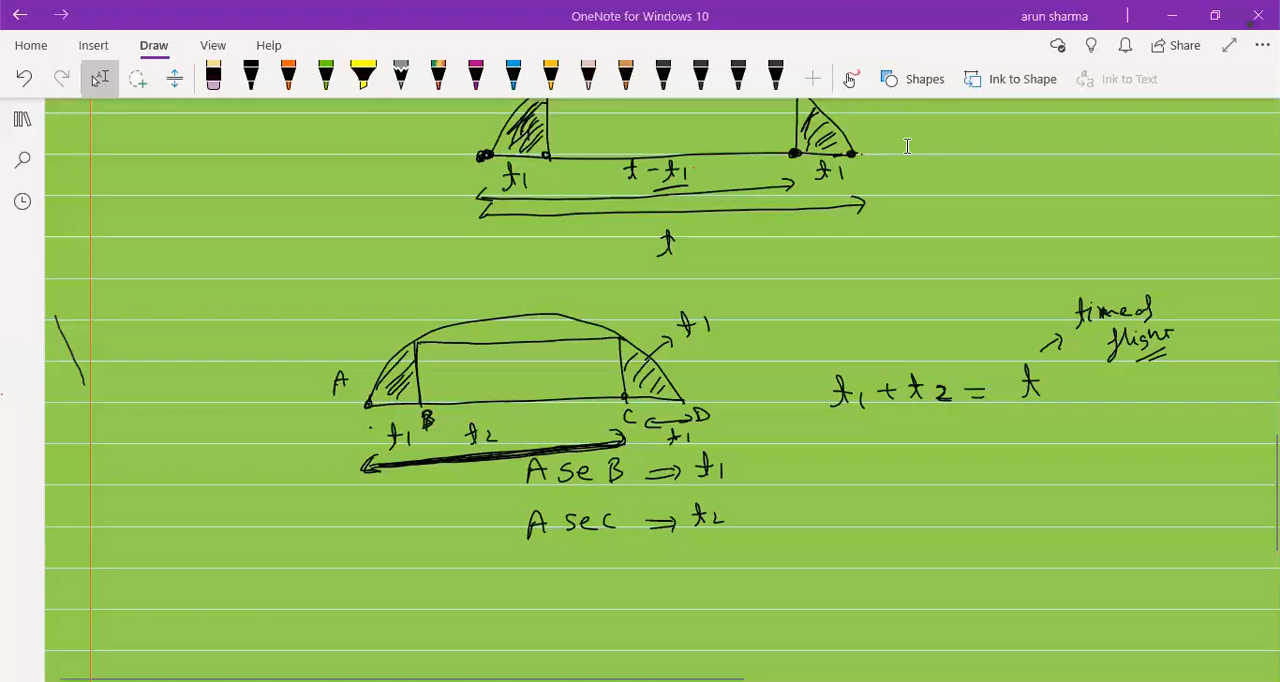 OneNote for Windows 10
arun sharma
Home Insert Draw View Help
Share
Shapes Ink to Shape Ink to Text
t1 t - t1 t1
t
t1
time of
flight
A
t1 + t2 = t
B C D
t1 t2 t1
A se B ⇒ t1
A se C ⇒ t2